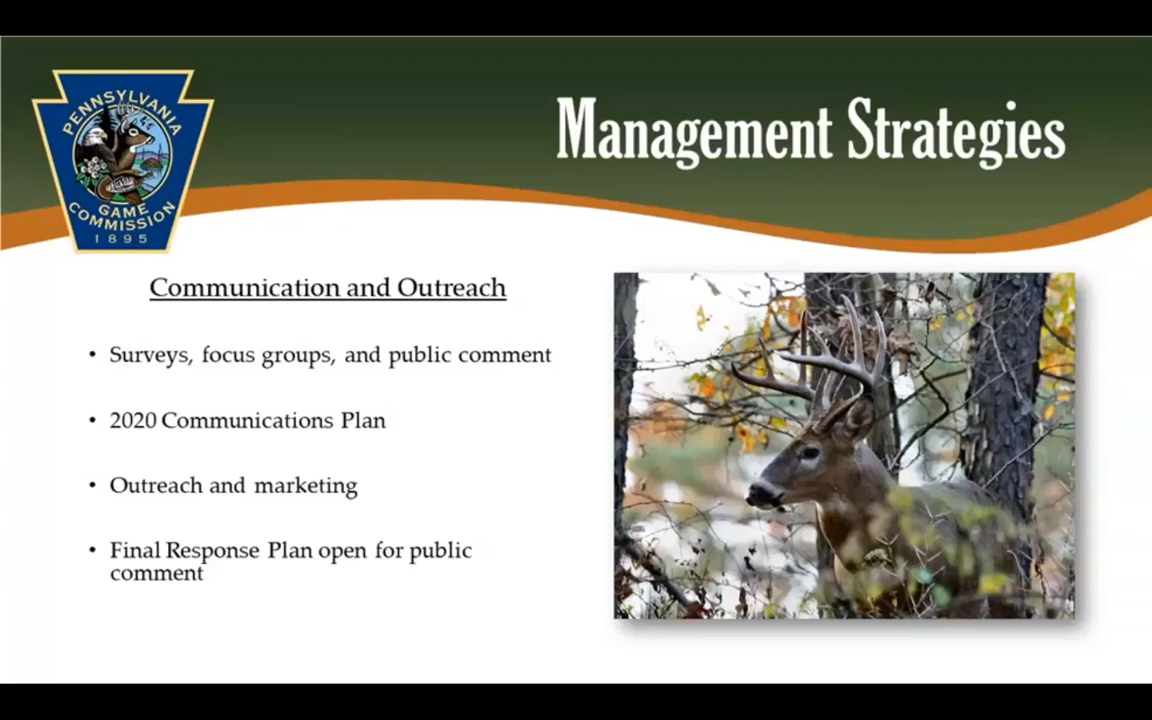 PENNSYLVANIA
GAME
COMMISSION
1895
Management Strategies
Communication and Outreach
• Surveys, focus groups, and public comment
• 2020 Communications Plan
• Outreach and marketing
• Final Response Plan open for public
comment